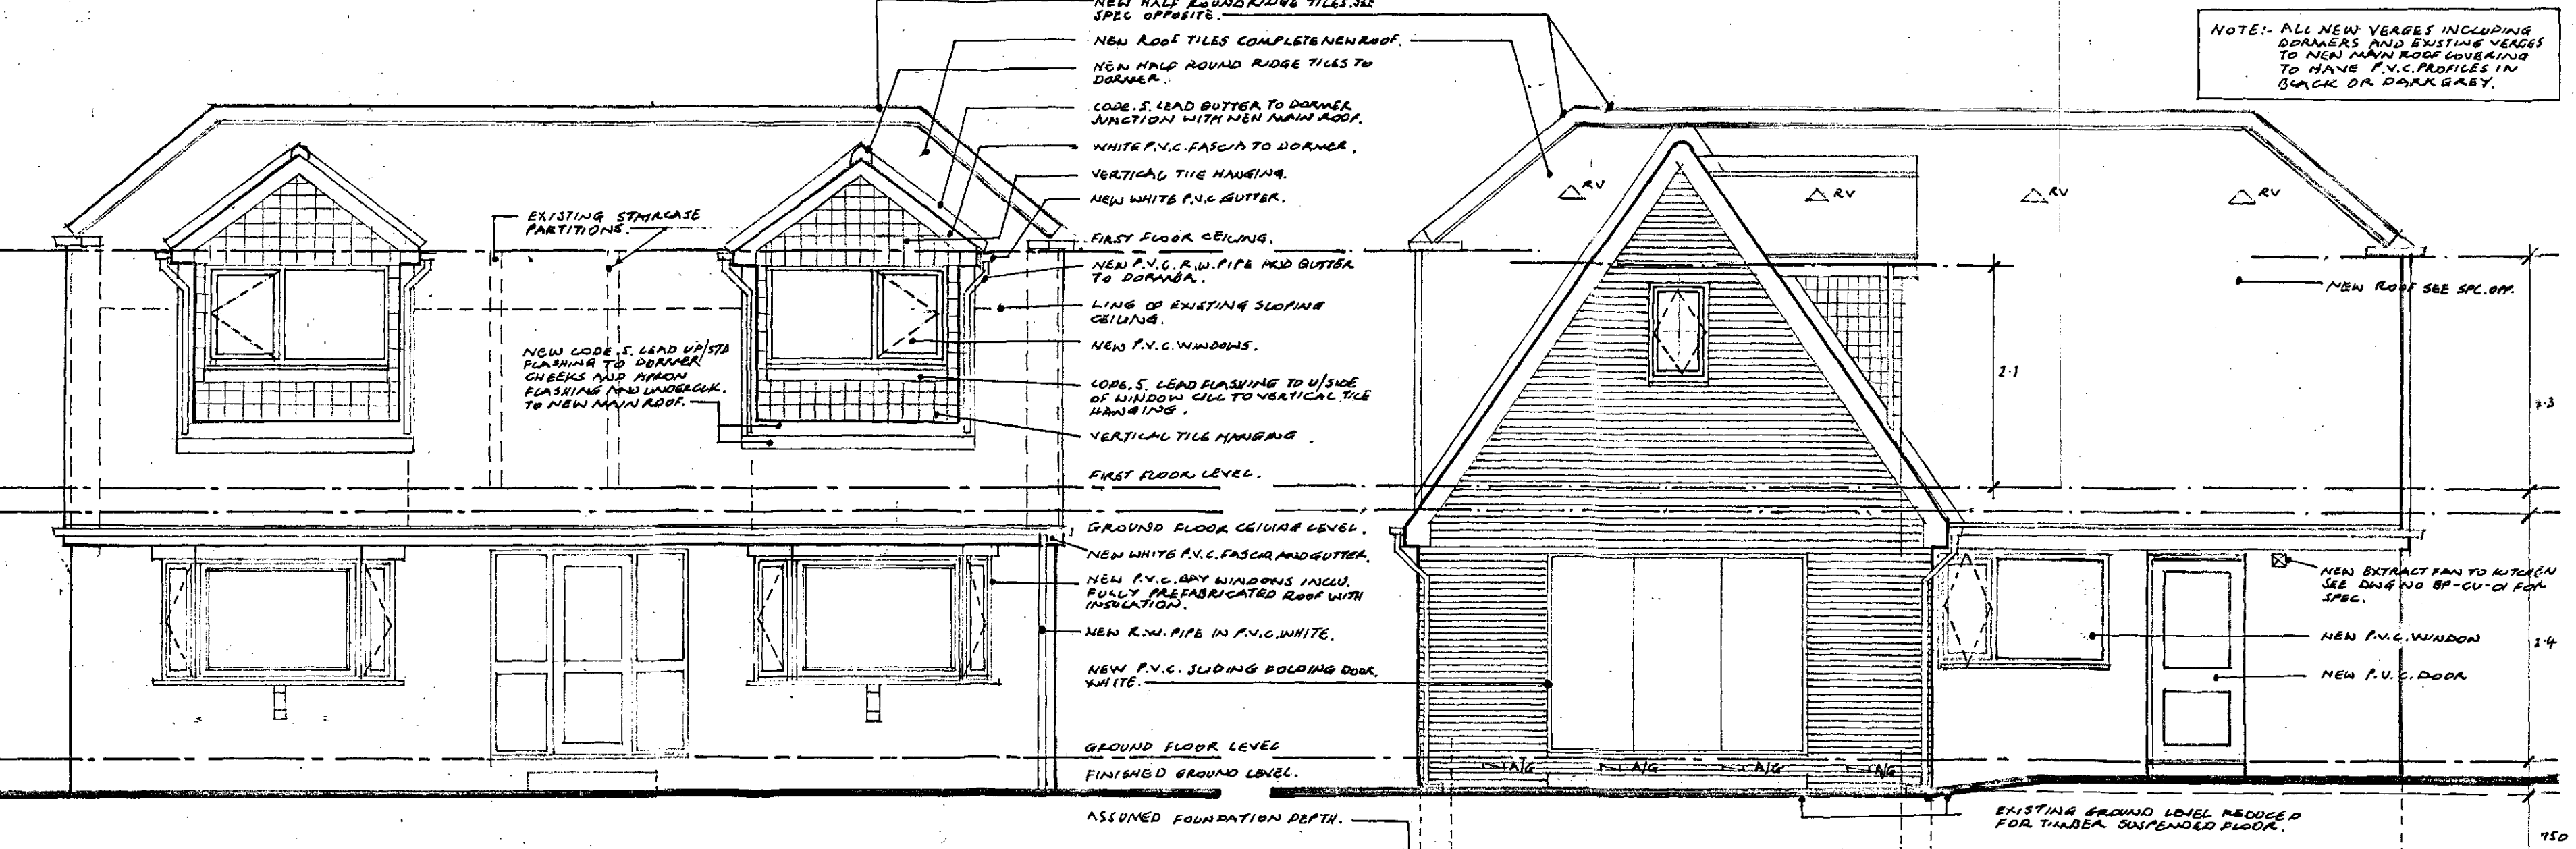 NEW HALF ROUND RIDGE TILES. SEE
SPEC OPPOSITE.
NEW ROOF TILES COMPLETE NEW ROOF.
NEW HALF ROUND RIDGE TILES TO
DORMER.
CODE.5. LEAD GUTTER TO DORMER
JUNCTION WITH NEW MAIN ROOF.
WHITE P.V.C. FASCIA TO DORMER.
VERTICAL TILE HANGING.
NEW WHITE P.V.C. GUTTER.
FIRST FLOOR CEILING.
NEW P.V.C. R.W. PIPE AND GUTTER
TO DORMER.
LINE OF EXISTING SLOPING
CEILING.
NEW P.V.C. WINDOWS.
CODE.5. LEAD FLASHING TO U/SIDE
OF WINDOW CILL TO VERTICAL TILE
HANGING.
VERTICAL TILE HANGING.
FIRST FLOOR LEVEL.
GROUND FLOOR CEILING LEVEL.
NEW WHITE P.V.C. FASCIA AND GUTTER.
NEW P.V.C. BAY WINDOWS INCLU.
FULLY PREFABRICATED ROOF WITH
INSULATION.
NEW R.W. PIPE IN P.V.C. WHITE.
NEW P.V.C. SLIDING FOLDING DOOR.
WHITE.
GROUND FLOOR LEVEL
FINISHED GROUND LEVEL.
ASSUMED FOUNDATION DEPTH.
EXISTING STAIRCASE
PARTITIONS.
NEW CODE.5. LEAD UP/STD
FLASHING TO DORMER
CHEEKS AND APRON
FLASHING AND UNDERCLK.
TO NEW MAIN ROOF.
NOTE:- ALL NEW VERGES INCLUDING
DORMERS AND EXISTING VERGES
TO NEW MAIN ROOF COVERING
TO HAVE P.V.C. PROFILES IN
BLACK OR DARK GREY.
RV
RV
RV
RV
NEW ROOF SEE SPC. OPP.
2.1
2.3
NEW EXTRACT FAN TO KITCHEN
SEE DWG NO BP-CU-01 FOR
SPEC.
NEW P.V.C. WINDOW
2.4
NEW P.V.C. DOOR
A/G
A/G
A/G
A/G
EXISTING GROUND LEVEL REDUCED
FOR TIMBER SUSPENDED FLOOR.
750